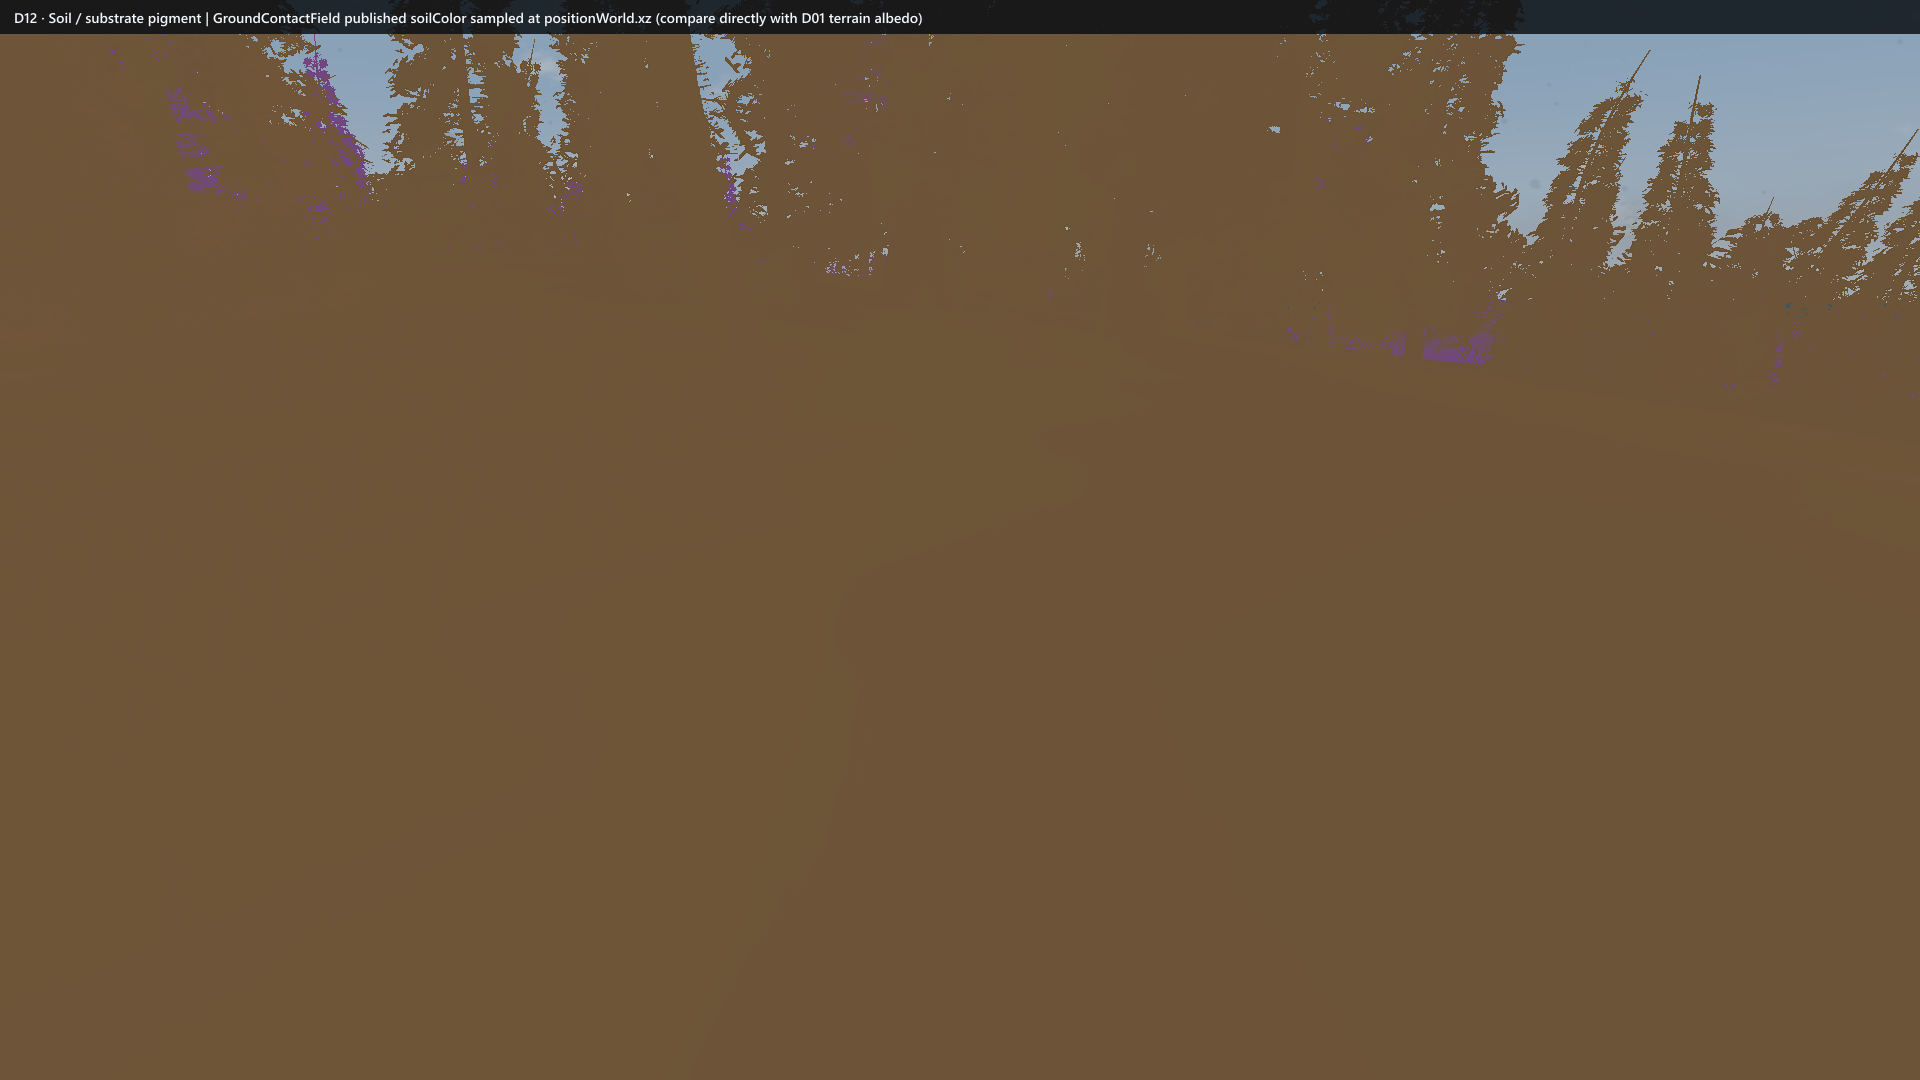 D12 · Soil / substrate pigment | GroundContactField published soilColor sampled at positionWorld.xz (compare directly with D01 terrain albedo)